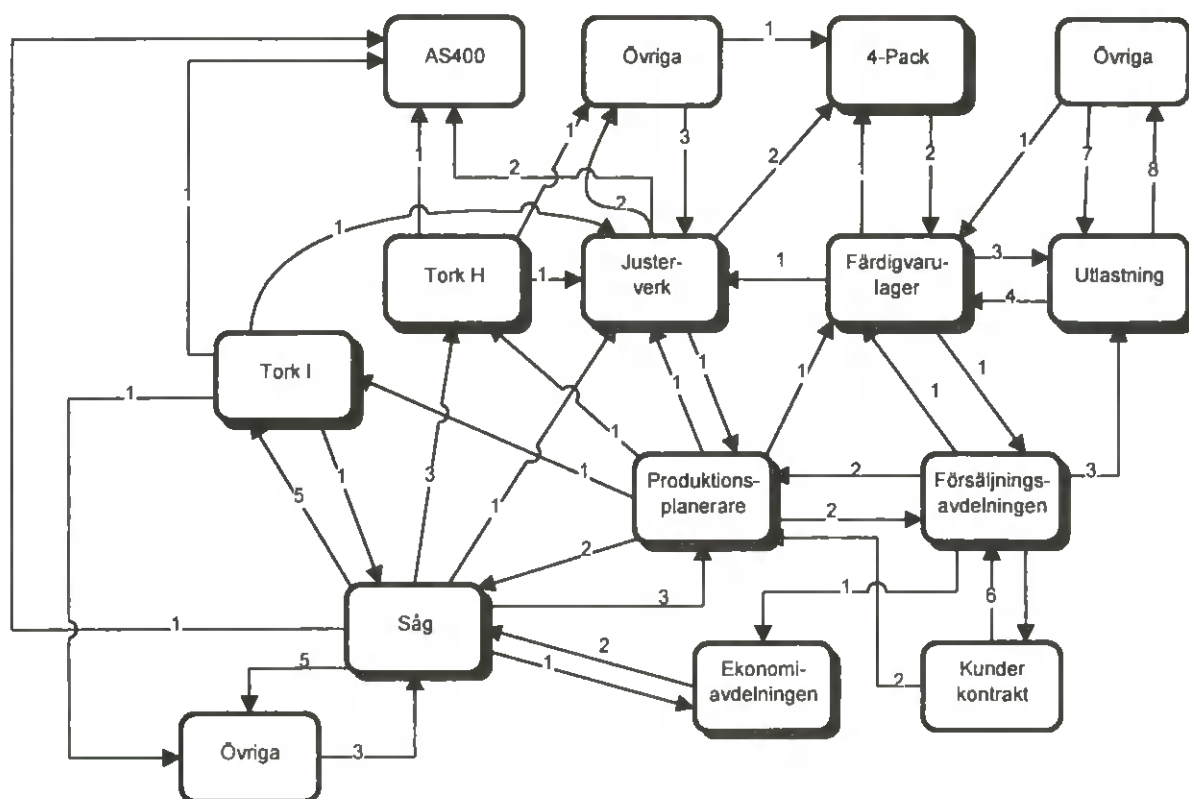 AS400
Övriga
1
4-Pack
Övriga
1
1
2
3
2
2
1
2
1
7
8
1
1
Tork H
1
Juster-
verk
1
Färdigvaru-
lager
3
4
Utlastning
Tork I
1
1
1
1
1
1
1
5
1
3
1
1
1
Produktions-
planerare
2
2
Försäljnings-
avdelningen
3
2
3
Såg
1
2
1
1
6
Ekonomi-
avdelningen
2
Kunder
kontrakt
5
Övriga
3